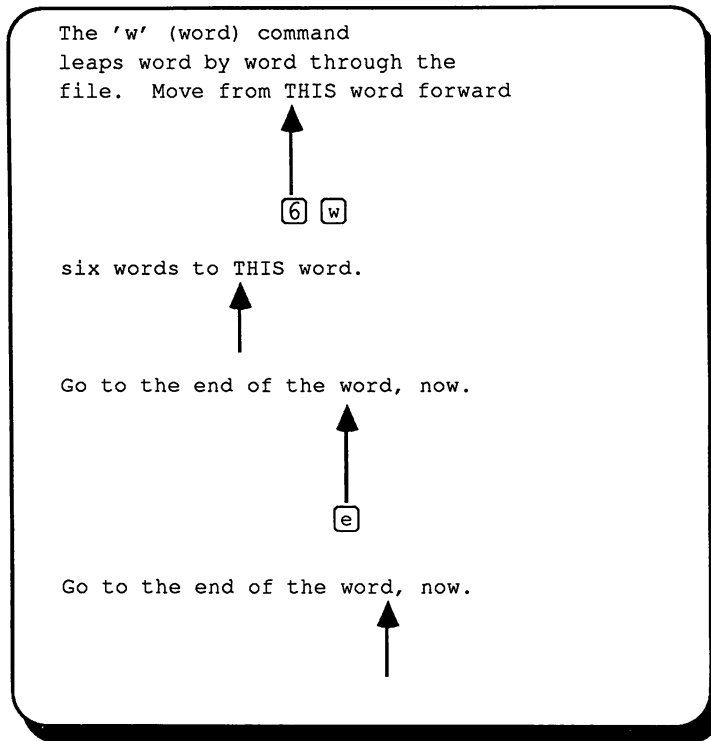 The 'w' (word) command
leaps word by word through the
file.  Move from THIS word forward
6 w
six words to THIS word.
Go to the end of the word, now.
e
Go to the end of the word, now.